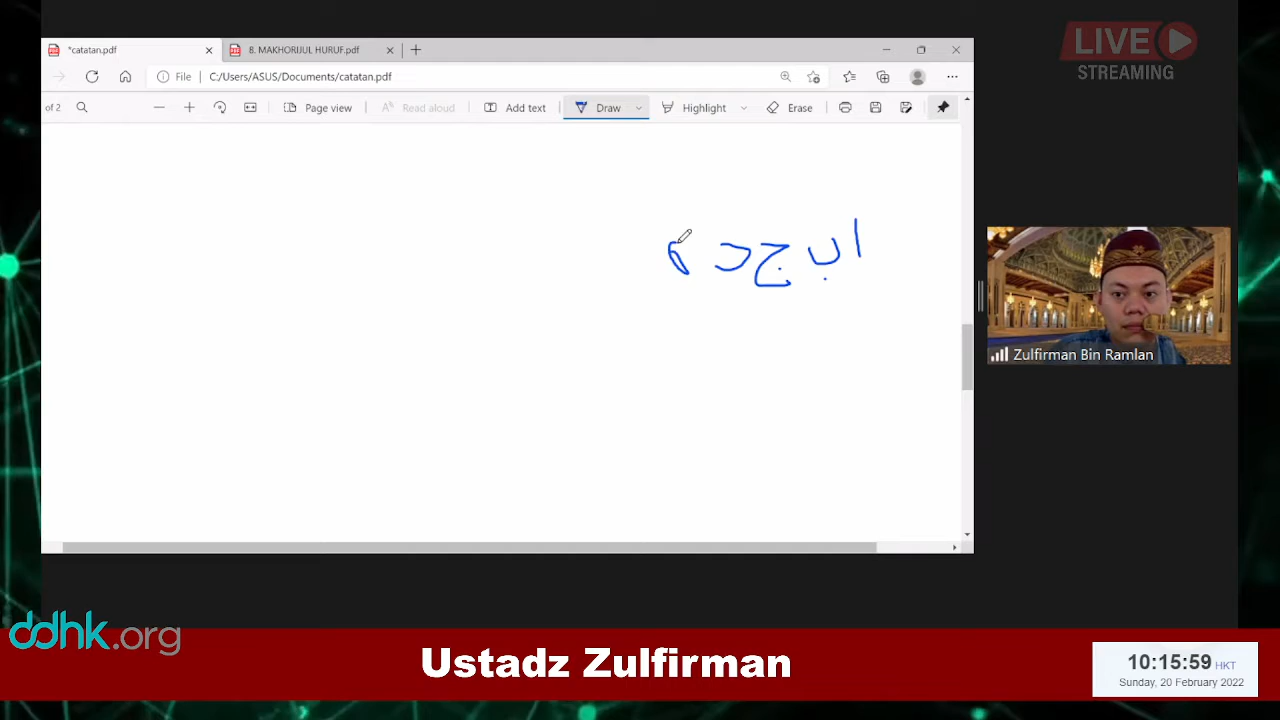 LIVE
STREAMING
*catatan.pdf
8. MAKHORIJUL HURUF.pdf
File C:/Users/ASUS/Documents/catatan.pdf
of 2
Page view
Read aloud
Add text
Draw
Highlight
Erase
ا ب ج د ه
Zulfirman Bin Ramlan
ddhk.org
Ustadz Zulfirman
10:15:59 HKT
Sunday, 20 February 2022